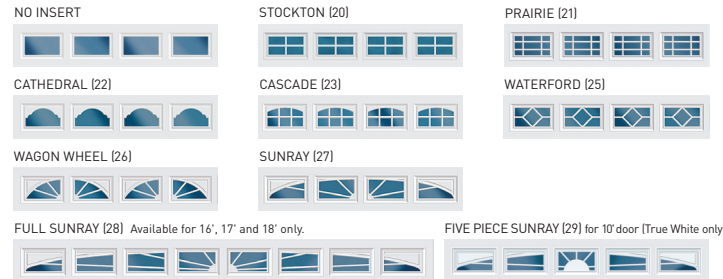 NO INSERT STOCKTON (20) PRAIRIE (21)
CATHEDRAL (22) CASCADE (23) WATERFORD (25)
WAGON WHEEL (26) SUNRAY (27)
FULL SUNRAY (28) Available for 16', 17' and 18' only. FIVE PIECE SUNRAY (29) for 10' door (True White only